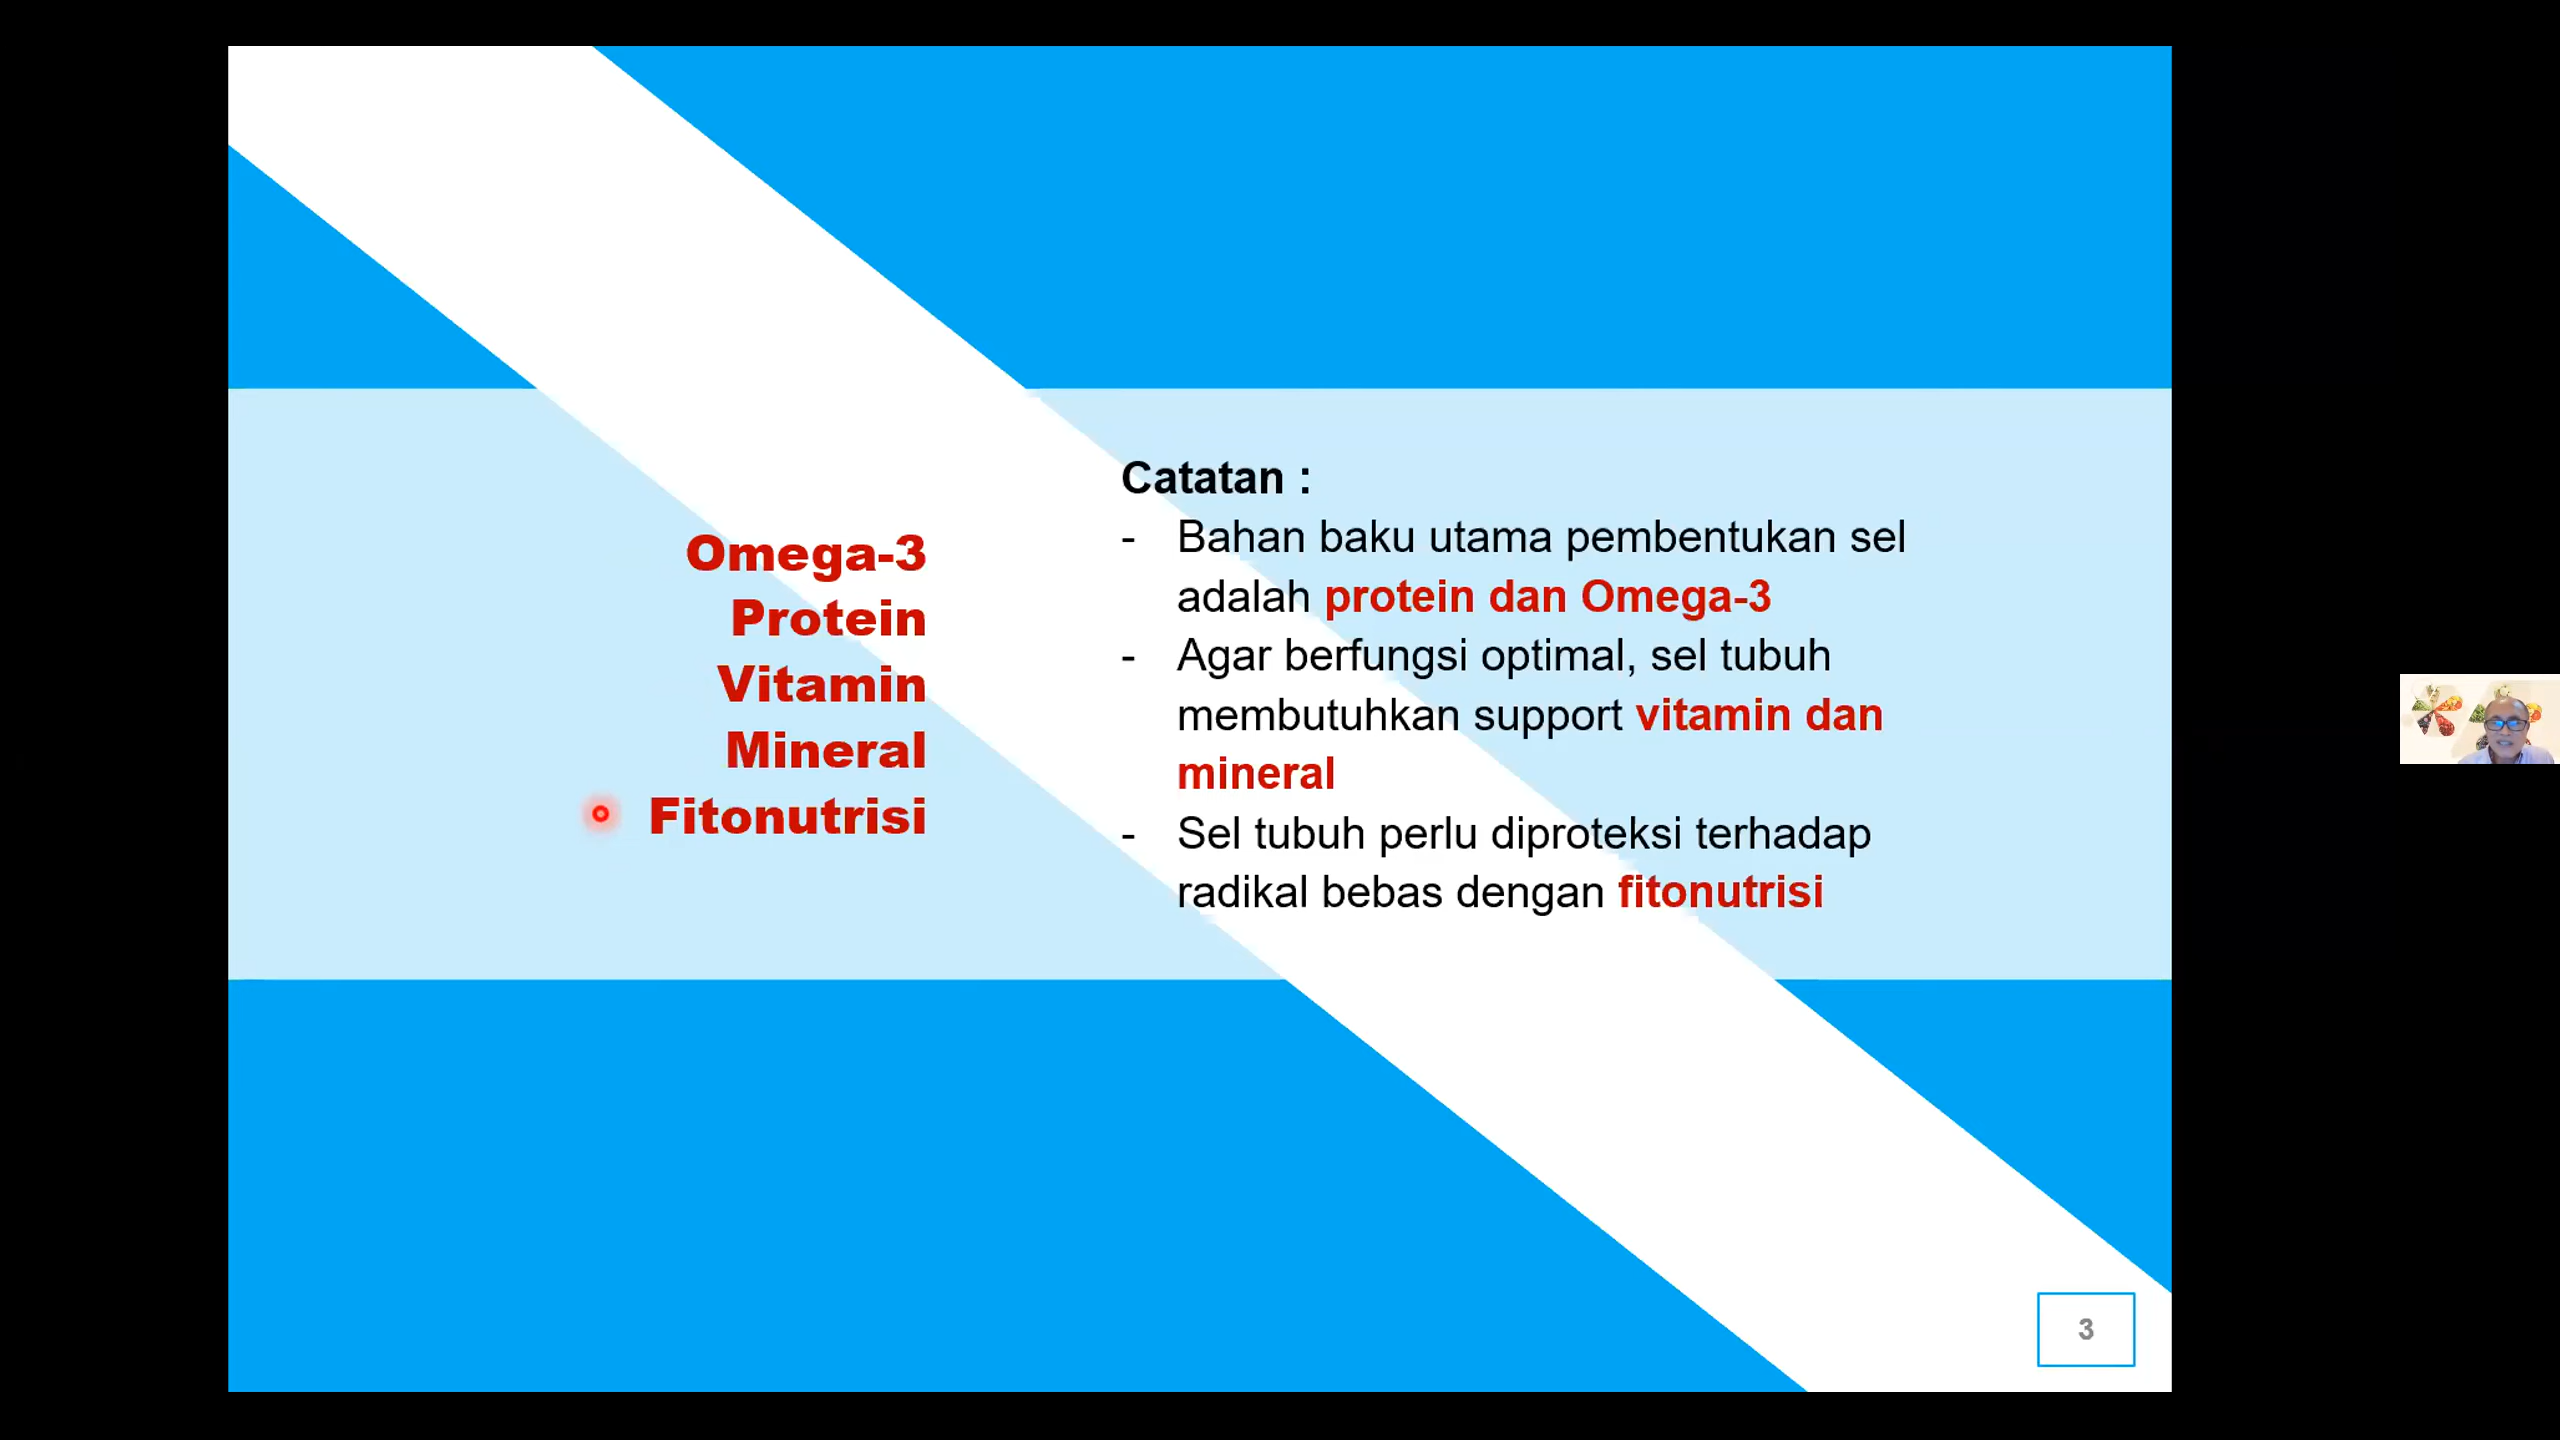 Omega-3
Protein
Vitamin
Mineral
Fitonutrisi
Catatan :
- Bahan baku utama pembentukan sel
adalah protein dan Omega-3
- Agar berfungsi optimal, sel tubuh
membutuhkan support vitamin dan
mineral
- Sel tubuh perlu diproteksi terhadap
radikal bebas dengan fitonutrisi
3